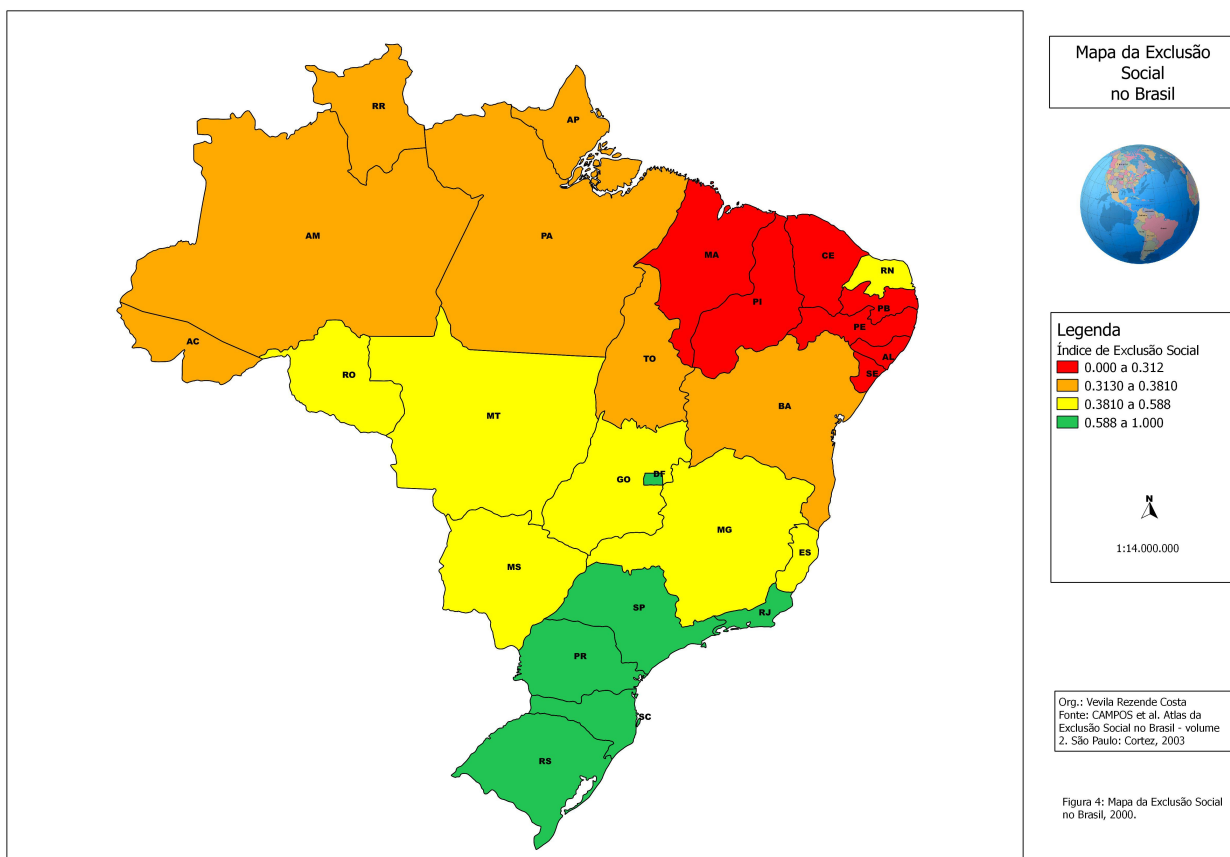 Mapa da Exclusão
Social
no Brasil
RR
AP
AM
PA
MA
CE
RN
PI
PB
PE
AC
AL
TO
SE
RO
BA
MT
DF
GO
MG
ES
MS
SP
RJ
PR
SC
RS
Legenda
Índice de Exclusão Social
0.000 a 0.312
0.3130 a 0.3810
0.3810 a 0.588
0.588 a 1.000
N
1:14.000.000
Org.: Vevila Rezende Costa
Fonte: CAMPOS et al. Atlas da
Exclusão Social no Brasil - volume
2. São Paulo: Cortez, 2003
Figura 4: Mapa da Exclusão Social
no Brasil, 2000.